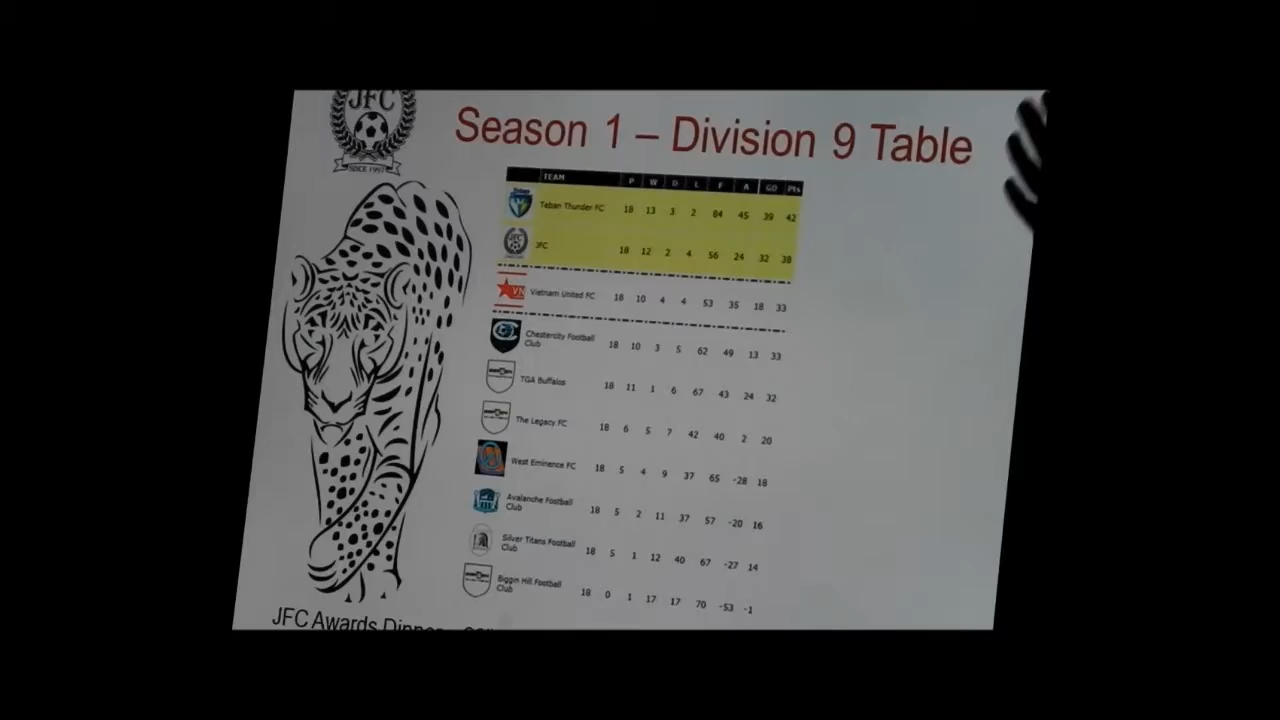 JFC
SINCE 1997
Season 1 – Division 9 Table
TEAM P W D L F A GD Pts
Teban Thunder FC 18 13 3 2 84 45 39 42
JFC
JFC 18 12 2 4 56 24 32 38
VN
Vietnam United FC 18 10 4 4 53 35 18 33
Chestercity Football
Club 18 10 3 5 62 49 13 33
TGA Buffalos 18 11 1 6 67 43 24 32
The Legacy FC 18 6 5 7 42 40 2 20
West Eminence FC 18 5 4 9 37 65 -28 18
Avalanche Football
Club 18 5 2 11 37 57 -20 16
Silver Titans Football
Club 18 5 1 12 40 67 -27 14
Biggin Hill Football
Club 18 0 1 17 17 70 -53 -1
JFC Awards Dinner